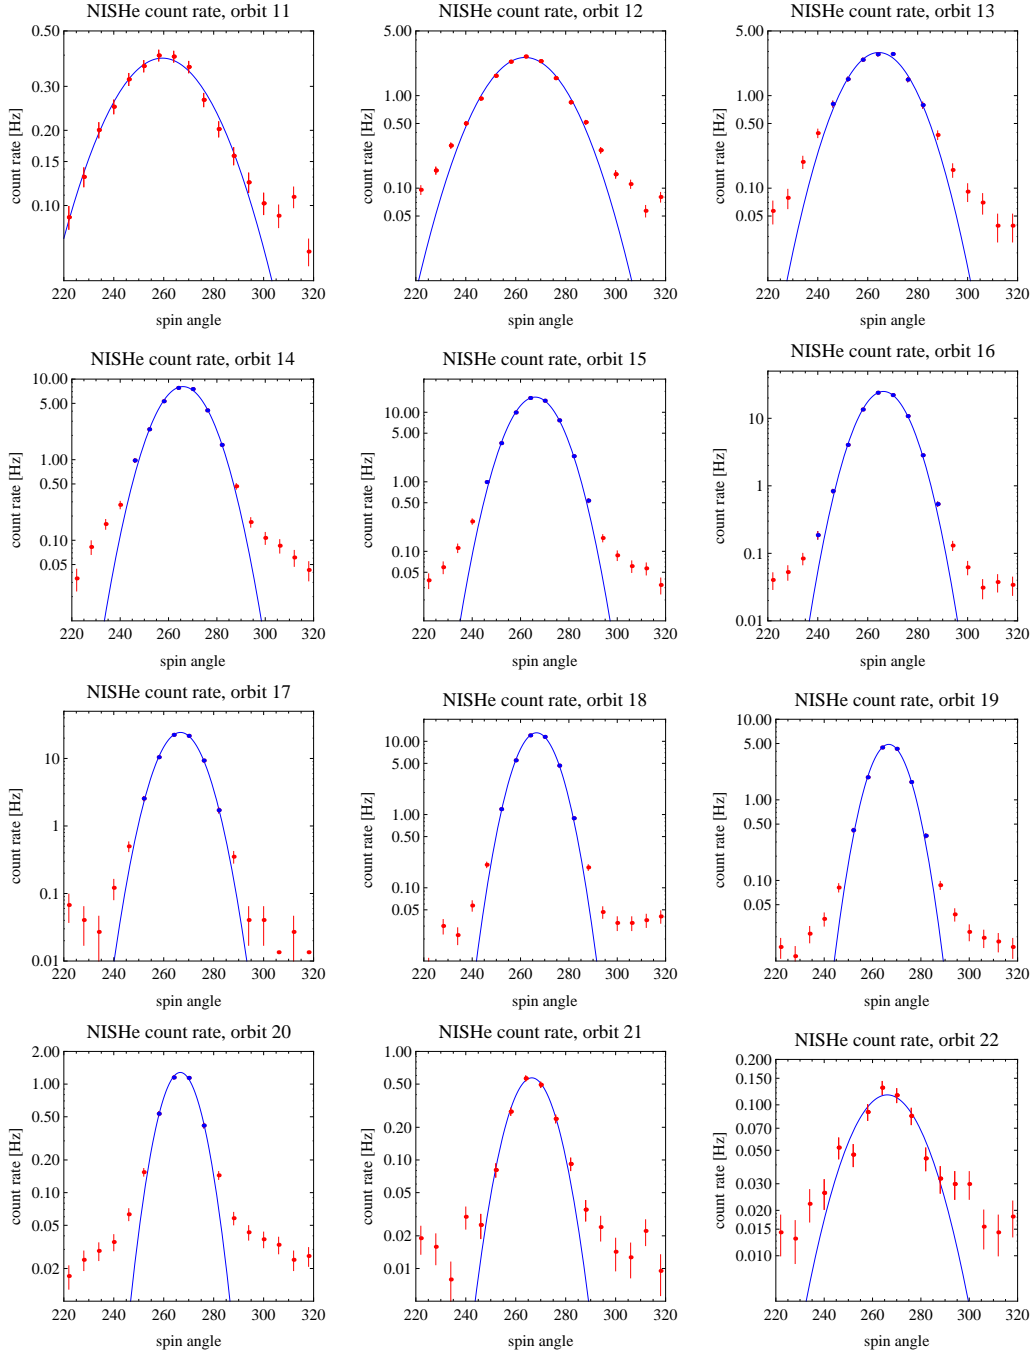 NISHe count rate, orbit 11
0.50
0.30
0.20
0.15
0.10
count rate [Hz]
220 240 260 280 300 320
spin angle
NISHe count rate, orbit 12
5.00
1.00
0.50
0.10
0.05
count rate [Hz]
220 240 260 280 300 320
spin angle
NISHe count rate, orbit 13
5.00
1.00
0.50
0.10
0.05
count rate [Hz]
220 240 260 280 300 320
spin angle
NISHe count rate, orbit 14
10.00
5.00
1.00
0.50
0.10
0.05
count rate [Hz]
220 240 260 280 300 320
spin angle
NISHe count rate, orbit 15
10.00
5.00
1.00
0.50
0.10
0.05
count rate [Hz]
220 240 260 280 300 320
spin angle
NISHe count rate, orbit 16
10
1
0.1
0.01
count rate [Hz]
220 240 260 280 300 320
spin angle
NISHe count rate, orbit 17
10
1
0.1
0.01
count rate [Hz]
220 240 260 280 300 320
spin angle
NISHe count rate, orbit 18
10.00
5.00
1.00
0.50
0.10
0.05
count rate [Hz]
220 240 260 280 300 320
spin angle
NISHe count rate, orbit 19
10.00
5.00
1.00
0.50
0.10
0.05
count rate [Hz]
220 240 260 280 300 320
spin angle
NISHe count rate, orbit 20
2.00
1.00
0.50
0.20
0.10
0.05
0.02
count rate [Hz]
220 240 260 280 300 320
spin angle
NISHe count rate, orbit 21
1.00
0.50
0.10
0.05
0.02
0.01
count rate [Hz]
220 240 260 280 300 320
spin angle
NISHe count rate, orbit 22
0.200
0.150
0.100
0.070
0.050
0.030
0.020
0.015
0.010
count rate [Hz]
220 240 260 280 300 320
spin angle